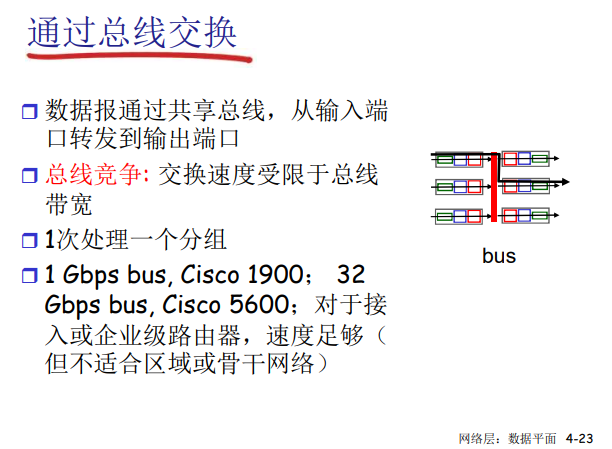 通过总线交换
数据报通过共享总线，从输入端
口转发到输出端口
总线竞争: 交换速度受限于总线
带宽
1次处理一个分组
1 Gbps bus, Cisco 1900； 32
Gbps bus, Cisco 5600；对于接
入或企业级路由器，速度足够（
但不适合区域或骨干网络）
bus
网络层：数据平面 4-23